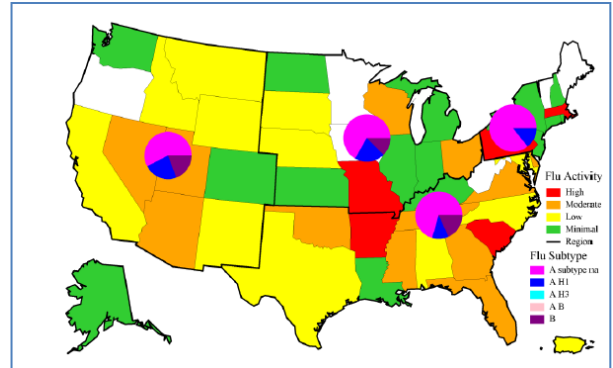 Flu Activity
High
Moderate
Low
Minimal
Region
Flu Subtype
A subtype na
A H1
A H3
A B
B